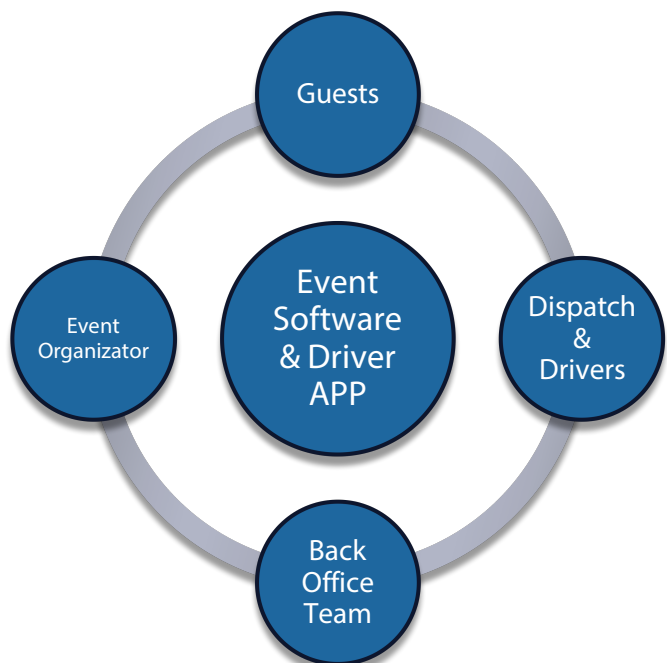 Guests
Event
Software
& Driver
APP
Dispatch
&
Drivers
Event
Organizator
Back
Office
Team